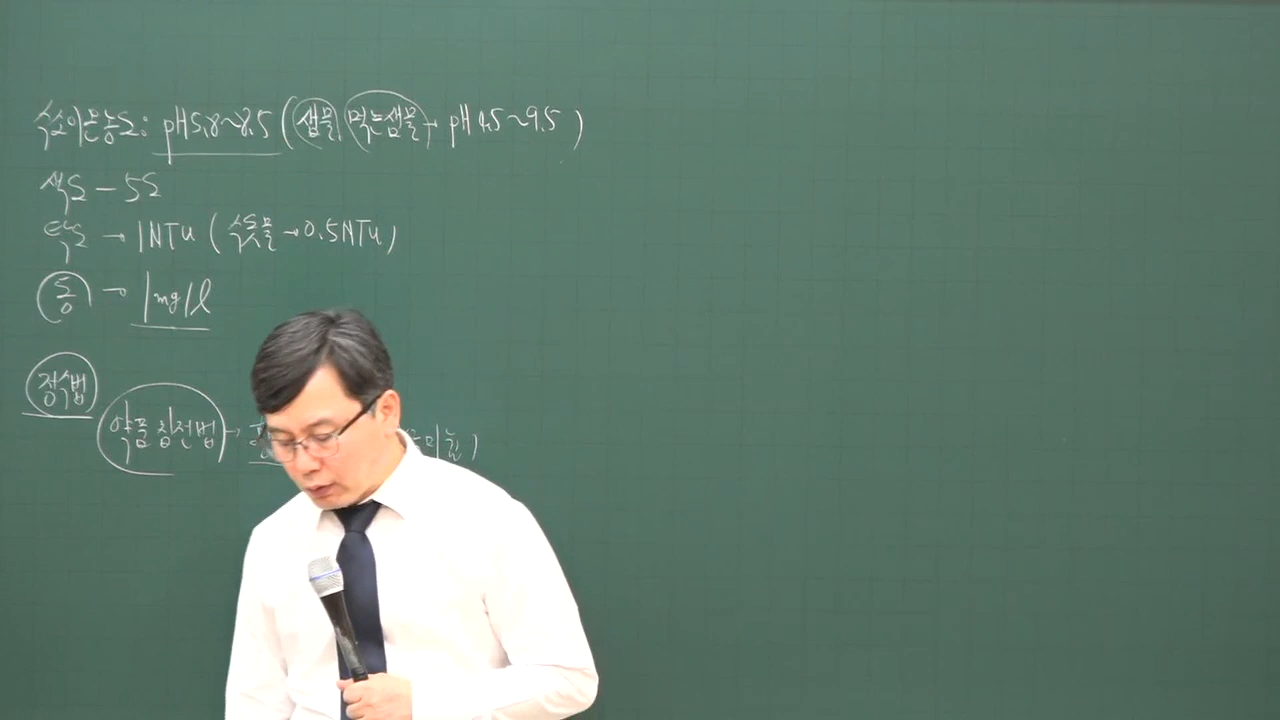 수소이온농도: pH5.8~8.5 (샘물, 먹는샘물→ pH 4.5~9.5)
색도 - 5도
탁도 → 1NTU (수돗물 → 0.5NTU)
동 → 1mg/l
정수법
약품침전법 →